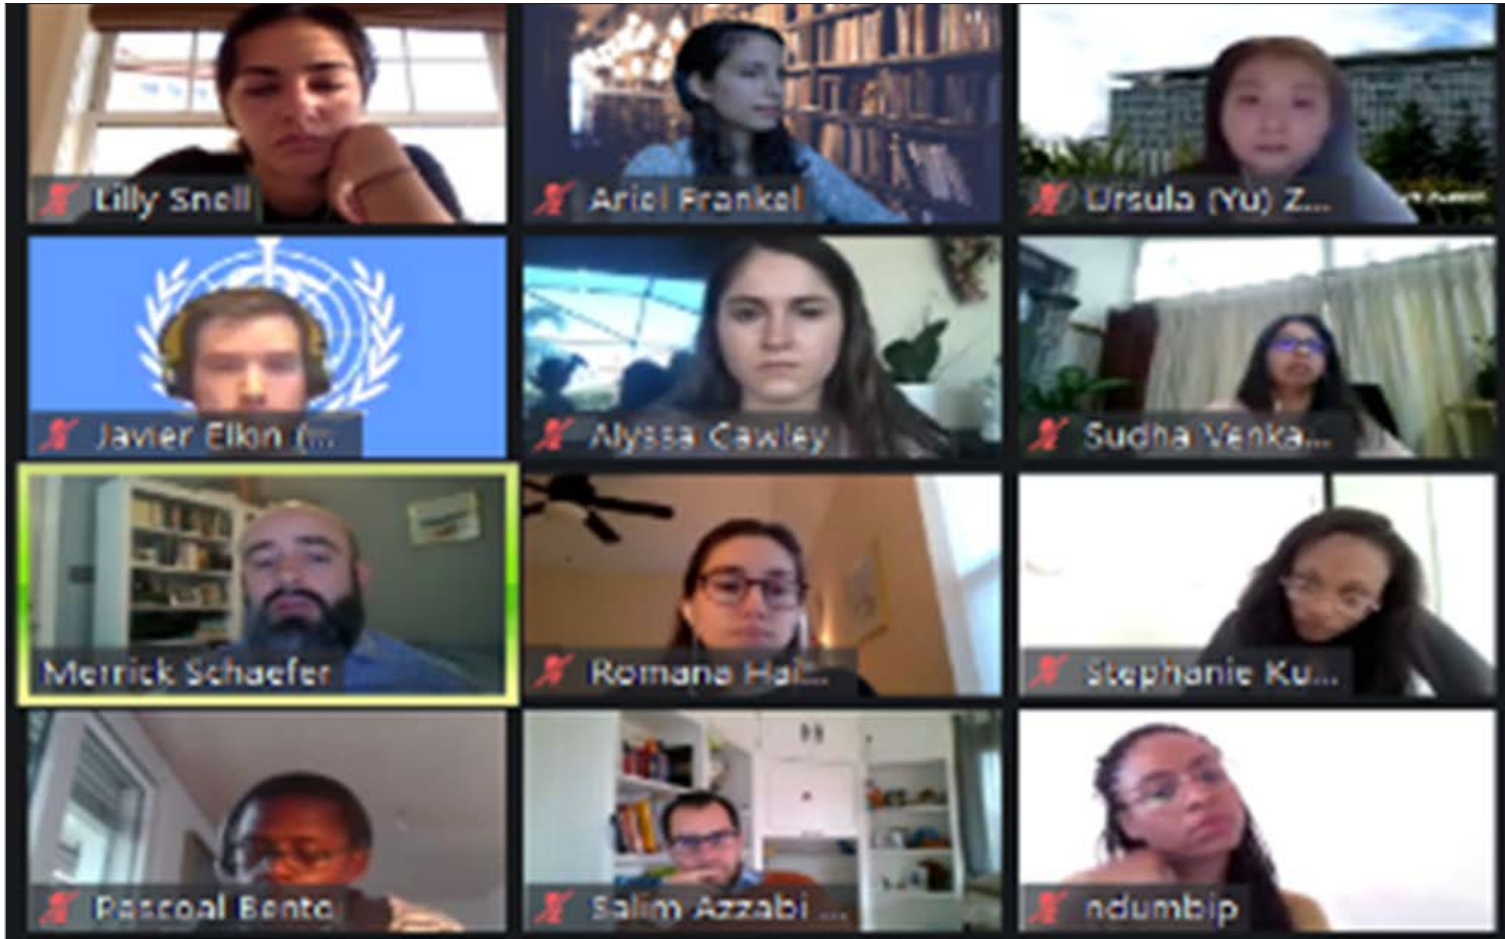 Lilly Snell
Ariel Frankel
Ursula (Yu) Z...
Javier Elkin (...
Alyssa Cawley
Sudha Venka...
Merrick Schaefer
Romana Hai...
Stephanie Ku...
Pascoal Bento
Salim Azzabi ...
ndumbip